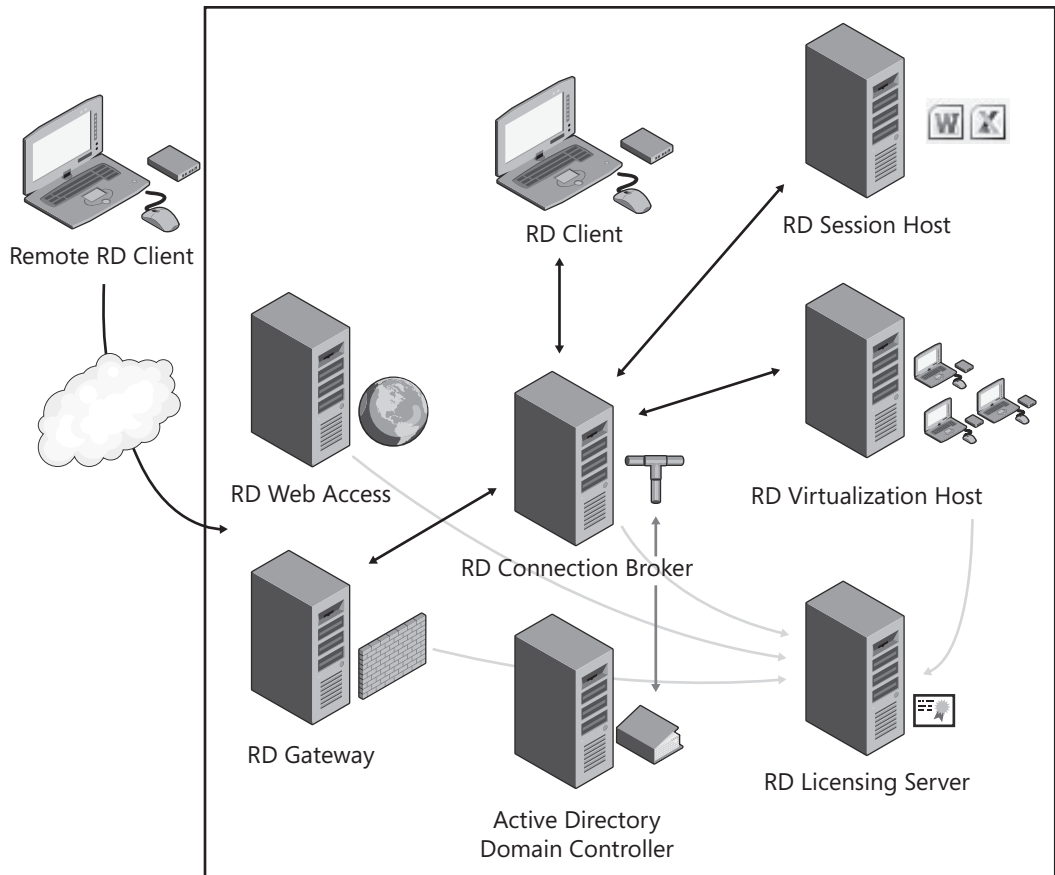 Remote RD Client
RD Client
RD Session Host
W X
RD Web Access
RD Virtualization Host
RD Connection Broker
RD Gateway
RD Licensing Server
Active Directory
Domain Controller